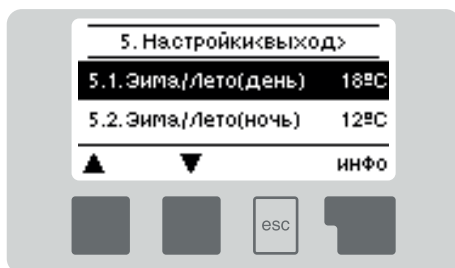 5. Настройки<выход>
5.1. Зима/Лето(день) 18ºC
5.2. Зима/Лето(ночь) 12ºC
инфо
esc